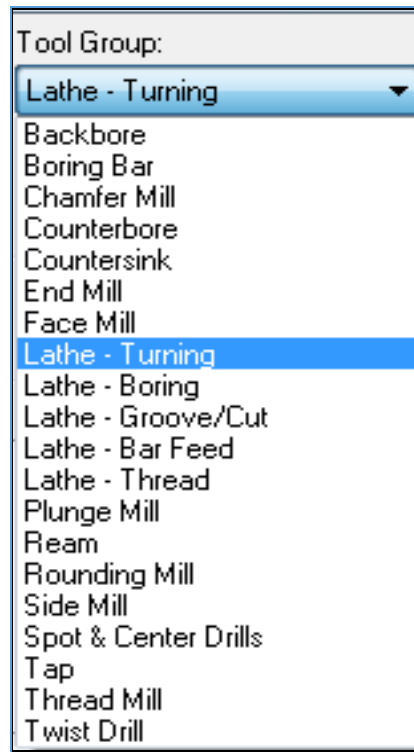 Tool Group:
Lathe - Turning
Backbore
Boring Bar
Chamfer Mill
Counterbore
Countersink
End Mill
Face Mill
Lathe - Turning
Lathe - Boring
Lathe - Groove/Cut
Lathe - Bar Feed
Lathe - Thread
Plunge Mill
Ream
Rounding Mill
Side Mill
Spot & Center Drills
Tap
Thread Mill
Twist Drill